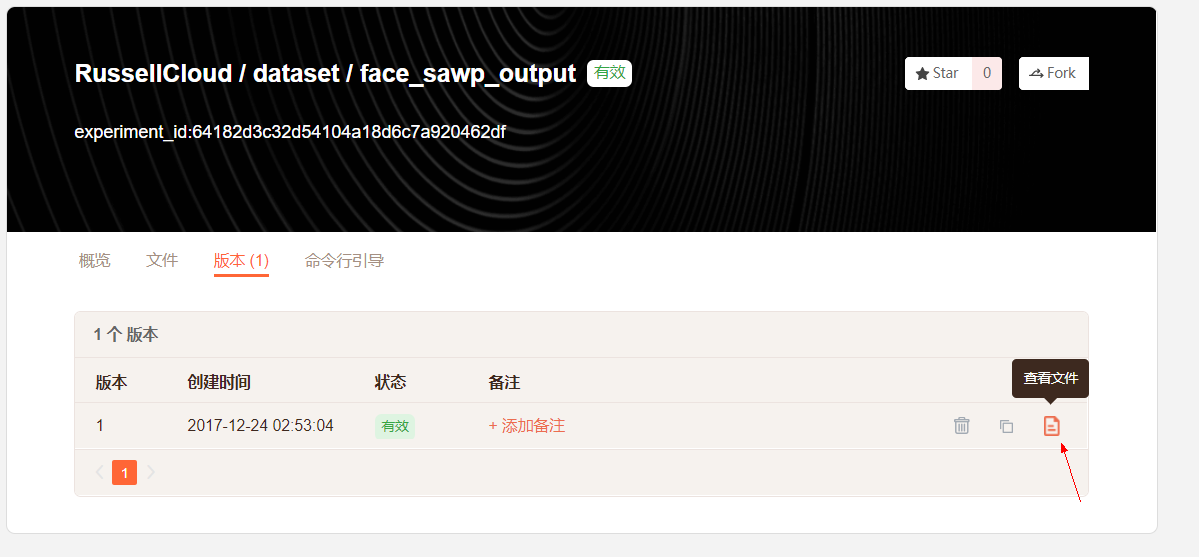 RussellCloud / dataset / face_sawp_output 有效
Star 0 Fork
experiment_id:64182d3c32d54104a18d6c7a920462df
概览 文件 版本 (1) 命令行引导
1 个 版本
版本 创建时间 状态 备注
查看文件
1 2017-12-24 02:53:04 有效 + 添加备注
1